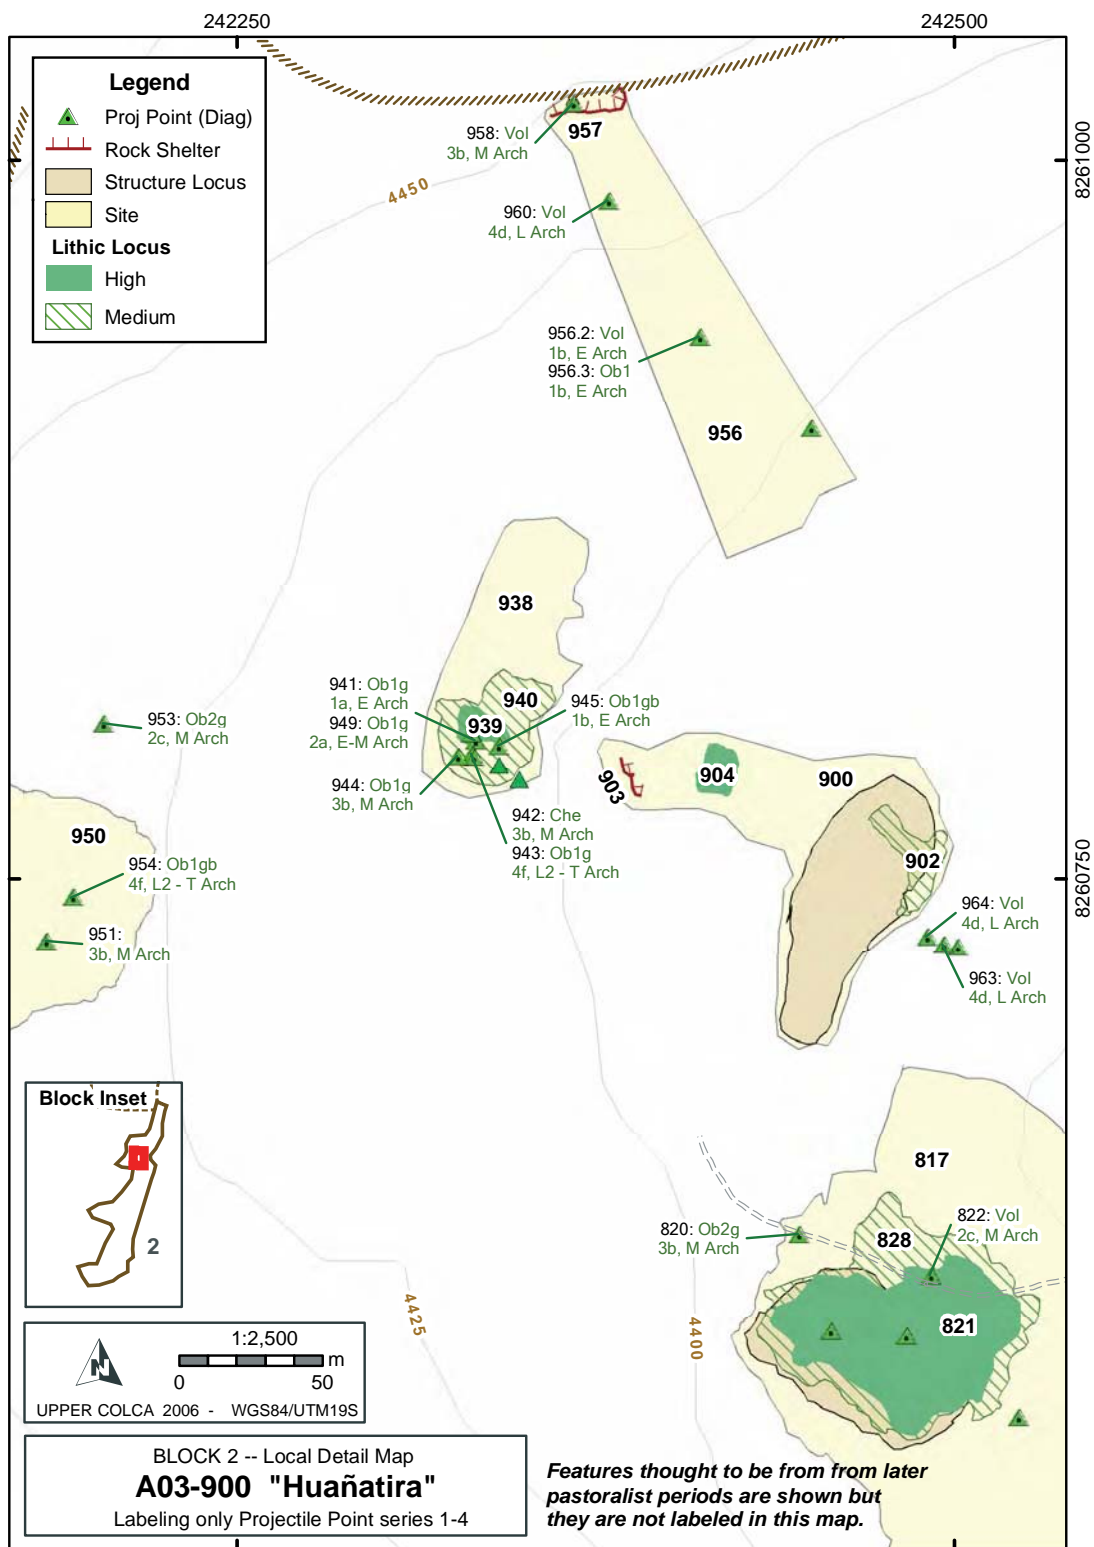 242250
242500
Legend
Proj Point (Diag)
Rock Shelter
Structure Locus
Site
Lithic Locus
High
Medium
8261000
8260750
4450
958: Vol
3b, M Arch
957
960: Vol
4d, L Arch
956.2: Vol
1b, E Arch
956.3: Ob1
1b, E Arch
956
938
941: Ob1g
1a, E Arch
949: Ob1g
2a, E-M Arch
944: Ob1g
3b, M Arch
940
939
945: Ob1gb
1b, E Arch
942: Che
3b, M Arch
943: Ob1g
4f, L2 - T Arch
953: Ob2g
2c, M Arch
950
954: Ob1gb
4f, L2 - T Arch
951:
3b, M Arch
903
904
900
902
964: Vol
4d, L Arch
963: Vol
4d, L Arch
817
820: Ob2g
3b, M Arch
828
822: Vol
2c, M Arch
821
4425
4400
Block Inset
2
N
1:2,500
m
0 50
UPPER COLCA 2006 - WGS84/UTM19S
BLOCK 2 -- Local Detail Map
A03-900 "Huañatira"
Labeling only Projectile Point series 1-4
Features thought to be from from later
pastoralist periods are shown but
they are not labeled in this map.